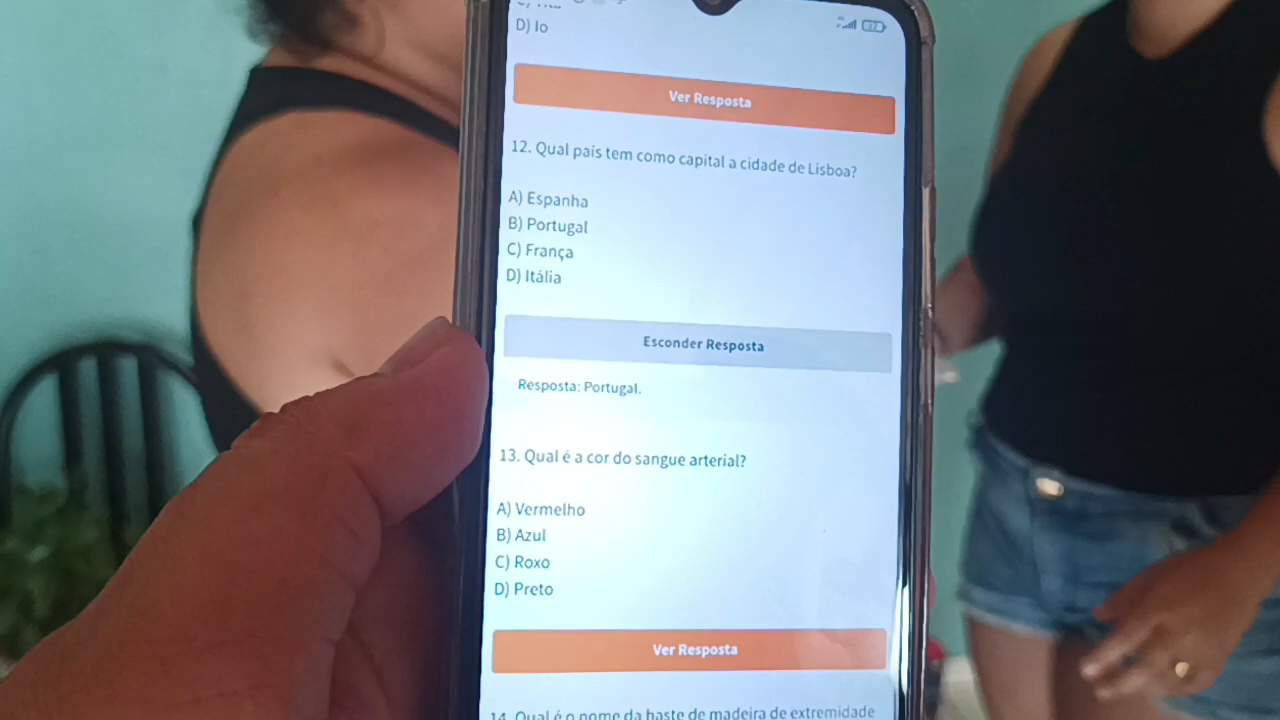 D) Io
Ver Resposta
12. Qual país tem como capital a cidade de Lisboa?
A) Espanha
B) Portugal
C) França
D) Itália
Esconder Resposta
Resposta: Portugal.
13. Qual é a cor do sangue arterial?
A) Vermelho
B) Azul
C) Roxo
D) Preto
Ver Resposta
14. Qual é o nome da haste de madeira de extremidade